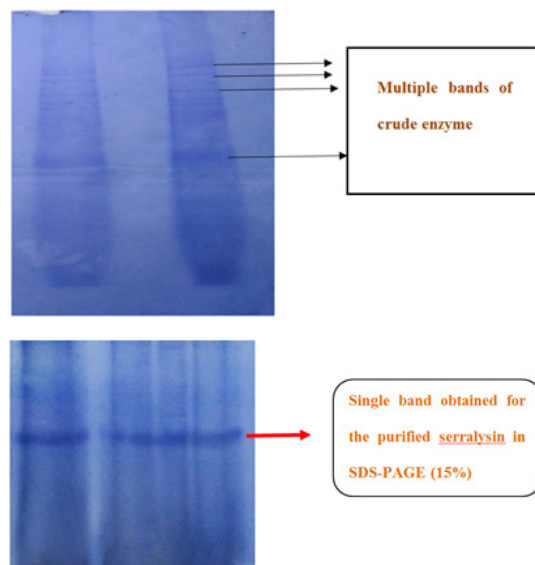 Multiple bands of
crude enzyme
Single band obtained for
the purified serralysin in
SDS-PAGE (15%)